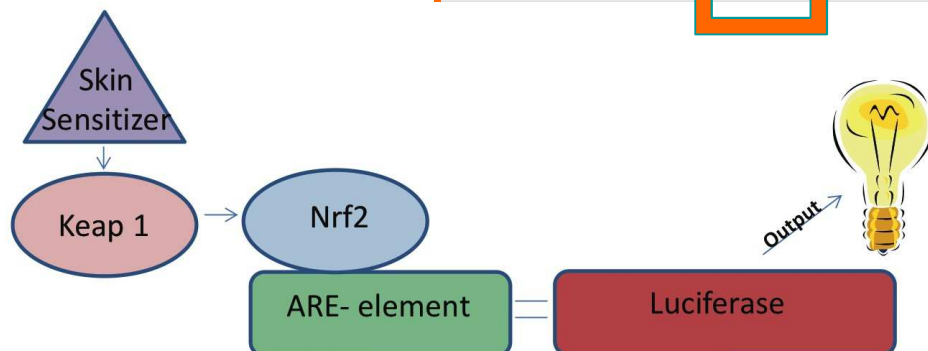 Skin
Sensitizer
Keap 1
Nrf2
ARE- element
Luciferase
Output